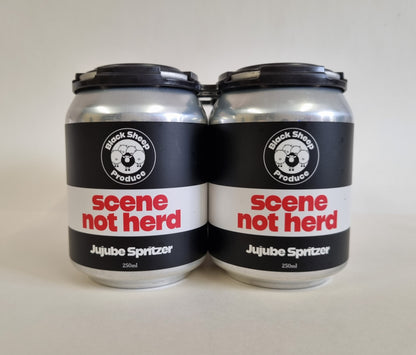 Black Sheep
Produce
scene
not herd
Jujube Spritzer
250ml
Black Sheep
Produce
scene
not herd
Jujube Spritzer
250ml